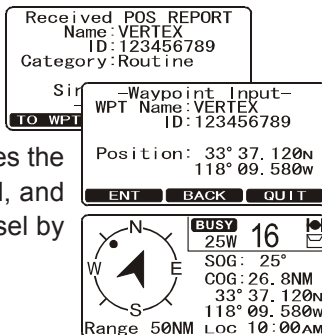 Received POS REPORT
Name:VERTEX
ID:123456789
Category:Routine
TO WPT
–Waypoint Input–
WPT Name:VERTEX
ID:123456789
Position: 33°37.120N
118°09.580W
ENT BACK QUIT
es the
l, and
sel by
N
W E
S
Range 50NM
BUSY
25W 16
SOG: 25°
COG:26.8NM
33°37.120N
118°09.580W
LOC 10:00AM